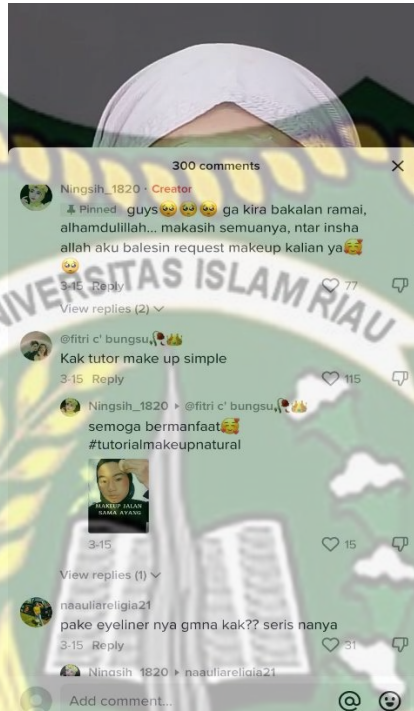 300 comments
Ningsih_1820 · Creator
Pinned guys🥺🥺🥺 ga kira bakalan ramai,
alhamdulillah... makasih semuanya, ntar insha
allah aku balesin request makeup kalian ya🥰
🥺
3-15 Reply 77
View replies (2)
UNIVERSITAS ISLAM RIAU
@fitri c' bungsu🥀👑
Kak tutor make up simple
3-15 Reply 115
Ningsih_1820 ▸ @fitri c' bungsu🥀👑
semoga bermanfaat🥰
#tutorialmakeupnatural
MAKEUP JALAN
SAMA AYANG
3-15 15
View replies (1)
naauliareligia21
pake eyeliner nya gmna kak?? seris nanya
3-15 Reply 31
Ningsih_1820 ▸ naauliareligia21
Add comment...